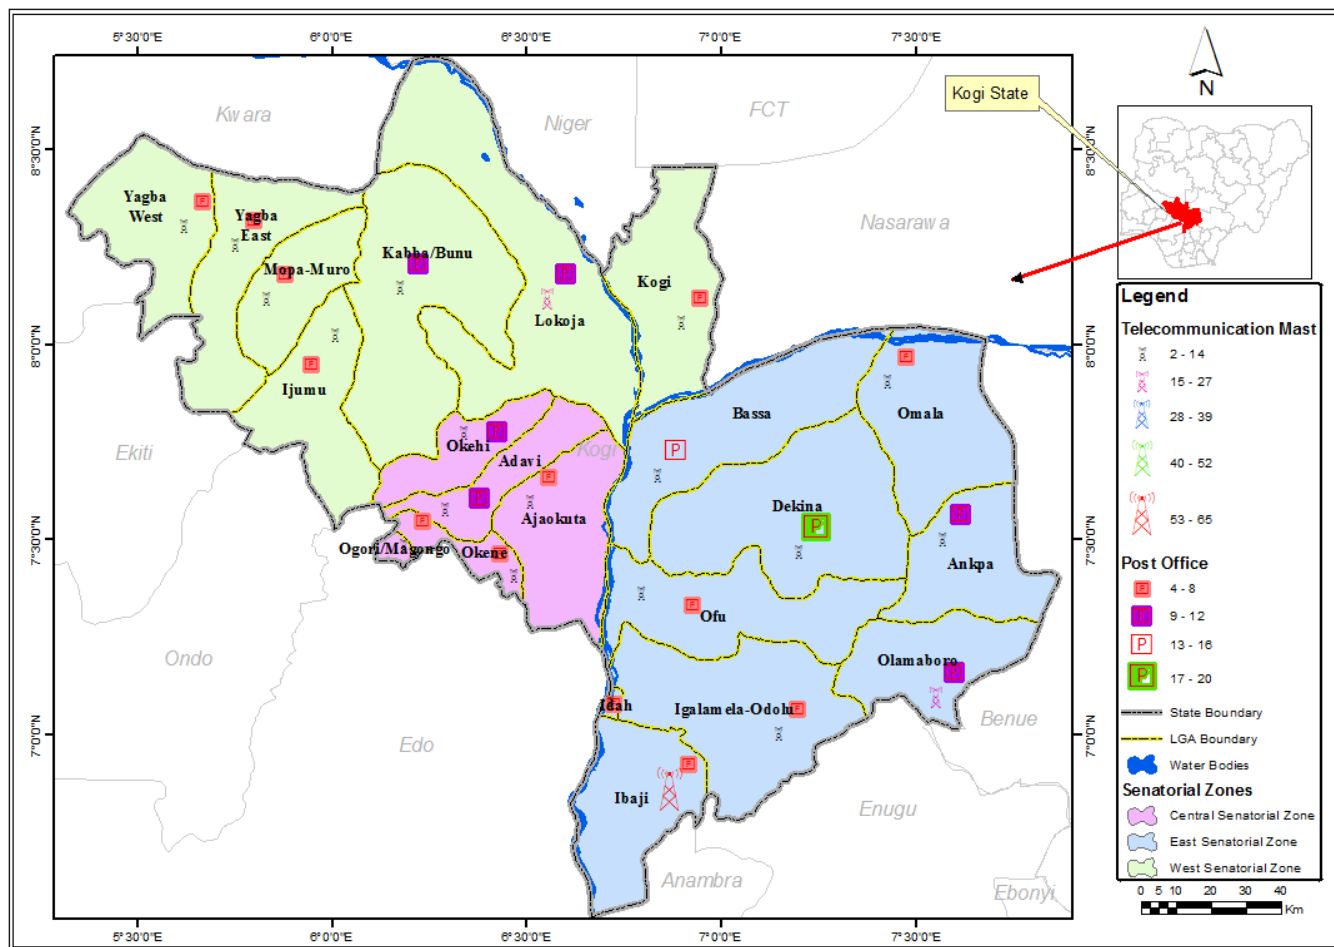 5°30'0"E 6°0'0"E 6°30'0"E 7°0'0"E 7°30'0"E
N
Kogi State
Kwara
Niger
FCT
Nasarawa
Ekiti
Ondo
Edo
Kogi
Benue
Enugu
Anambra
Ebonyi
8°30'0"N 8°30'0"N
8°0'0"N 8°0'0"N
7°30'0"N 7°30'0"N
7°0'0"N 7°0'0"N
Yagba
West
Yagba
East
Mopa-Muro
Kabba/Bunu
Lokoja
Kogi
Ijumu
Okehi
Adavi
Ajaokuta
Ogori/Magongo
Okene
Bassa
Omala
Dekina
Ankpa
Ofu
Olamaboro
Idah
Igalamela-Odolu
Ibaji
Legend
Telecommunication Mast
2 - 14
15 - 27
28 - 39
40 - 52
53 - 65
Post Office
4 - 8
9 - 12
P 13 - 16
17 - 20
State Boundary
LGA Boundary
Water Bodies
Senatorial Zones
Central Senatorial Zone
East Senatorial Zone
West Senatorial Zone
0 5 10 20 30 40
Km
5°30'0"E 6°0'0"E 6°30'0"E 7°0'0"E 7°30'0"E